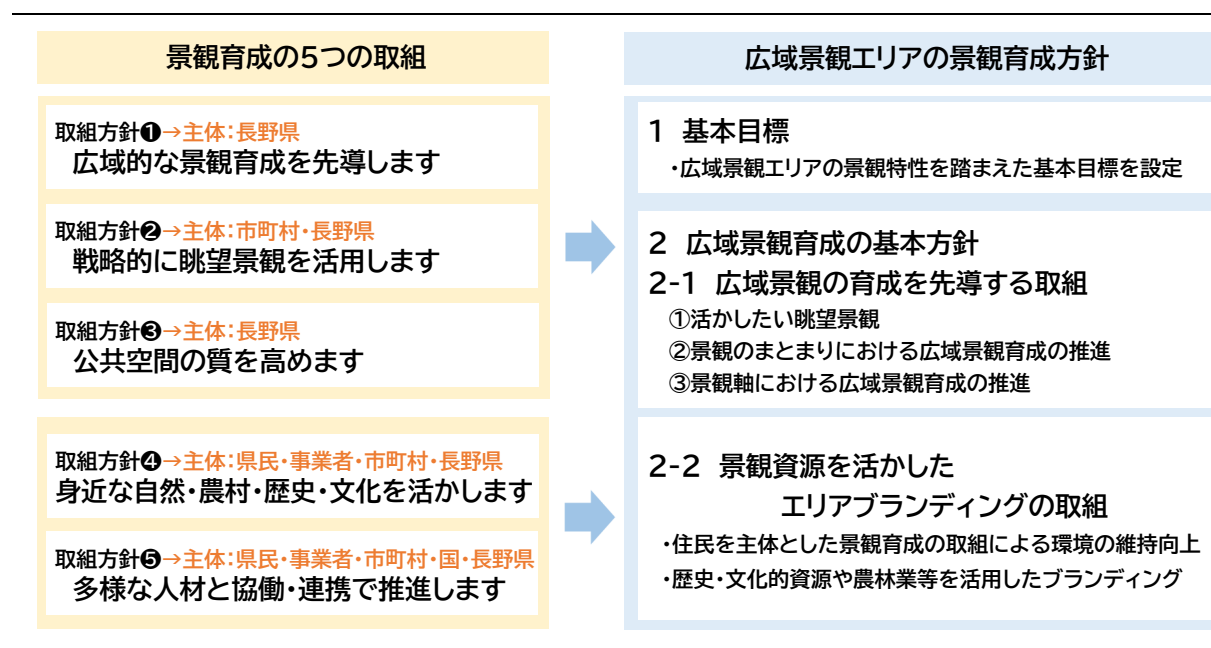 景観育成の5つの取組
取組方針❶→主体：長野県
広域的な景観育成を先導します
取組方針❷→主体：市町村・長野県
戦略的に眺望景観を活用します
取組方針❸→主体：長野県
公共空間の質を高めます
取組方針❹→主体：県民・事業者・市町村・長野県
身近な自然・農村・歴史・文化を活かします
取組方針❺→主体：県民・事業者・市町村・国・長野県
多様な人材と協働・連携で推進します
広域景観エリアの景観育成方針
1 基本目標
・広域景観エリアの景観特性を踏まえた基本目標を設定
2 広域景観育成の基本方針
2-1 広域景観の育成を先導する取組
①活かしたい眺望景観
②景観のまとまりにおける広域景観育成の推進
③景観軸における広域景観育成の推進
2-2 景観資源を活かした
エリアブランディングの取組
・住民を主体とした景観育成の取組による環境の維持向上
・歴史・文化的資源や農林業等を活用したブランディング